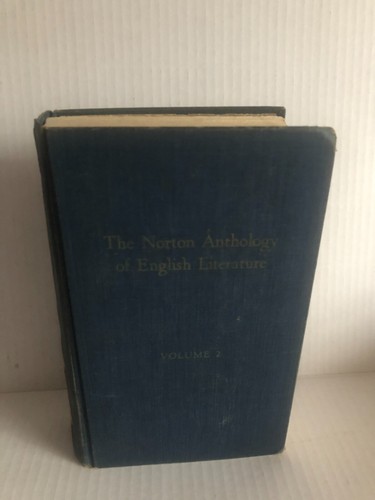 The Norton Anthology
of English Literature
VOLUME 2